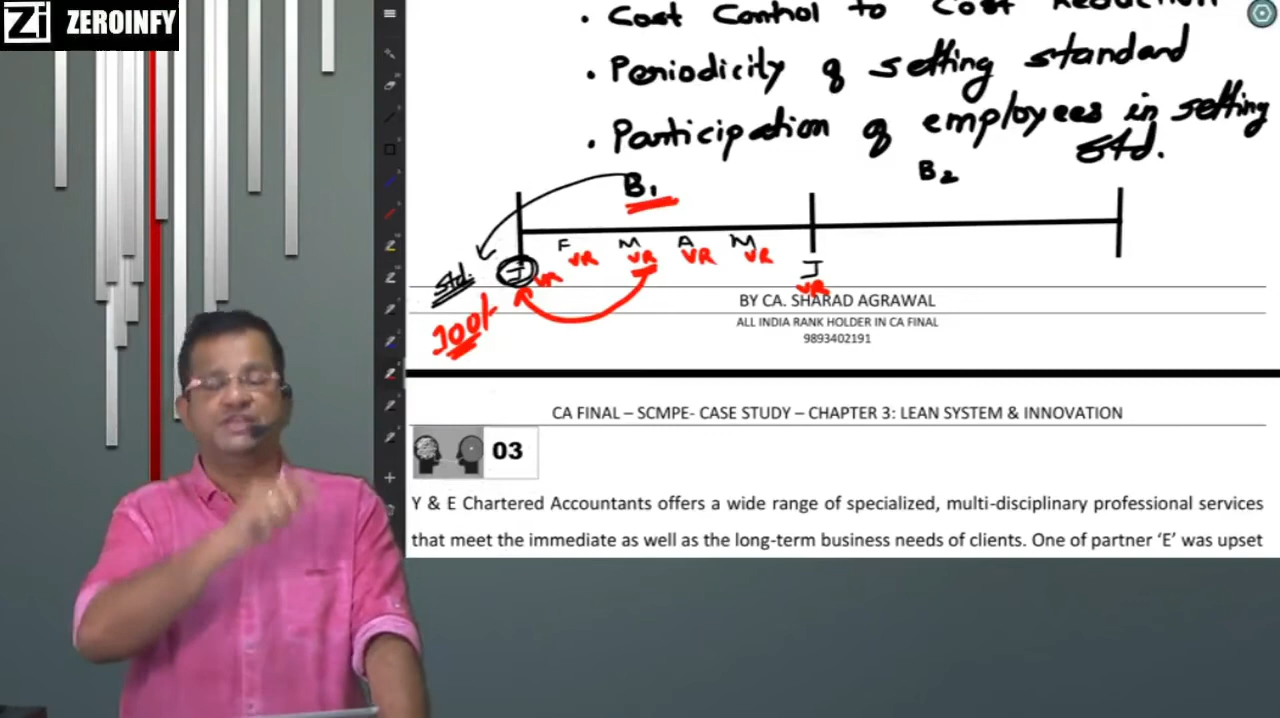 Zi ZEROINFY
. Cost Control to Cost Reduction
. Periodicity of setting standard
. Participation of employees in setting
Std.
B1 B2
F M A M
VR VR VR VR
Std. J VR J
VR
100/-
BY CA. SHARAD AGRAWAL
ALL INDIA RANK HOLDER IN CA FINAL
9893402191
CA FINAL – SCMPE- CASE STUDY – CHAPTER 3: LEAN SYSTEM & INNOVATION
03
Y & E Chartered Accountants offers a wide range of specialized, multi-disciplinary professional services
that meet the immediate as well as the long-term business needs of clients. One of partner ‘E’ was upset